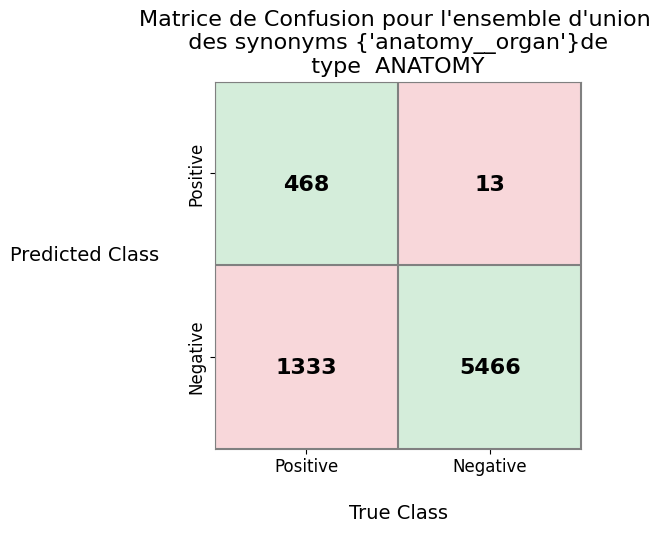 Matrice de Confusion pour l'ensemble d'union
des synonyms {'anatomy__organ'}de
type  ANATOMY
Positive
468
13
Predicted Class
Negative
1333
5466
Positive
Negative
True Class